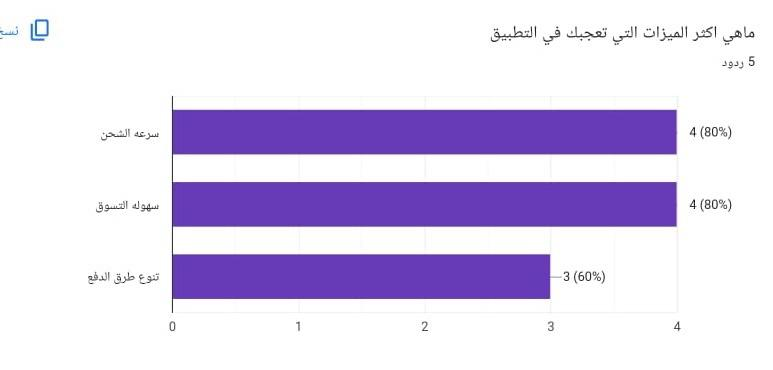 ماهي اكثر الميزات التي تعجبك في التطبيق
5 ردود
سرعه الشحن
4 (80%)
سهوله التسوق
4 (80%)
تنوع طرق الدفع
3 (60%)
0 1 2 3 4